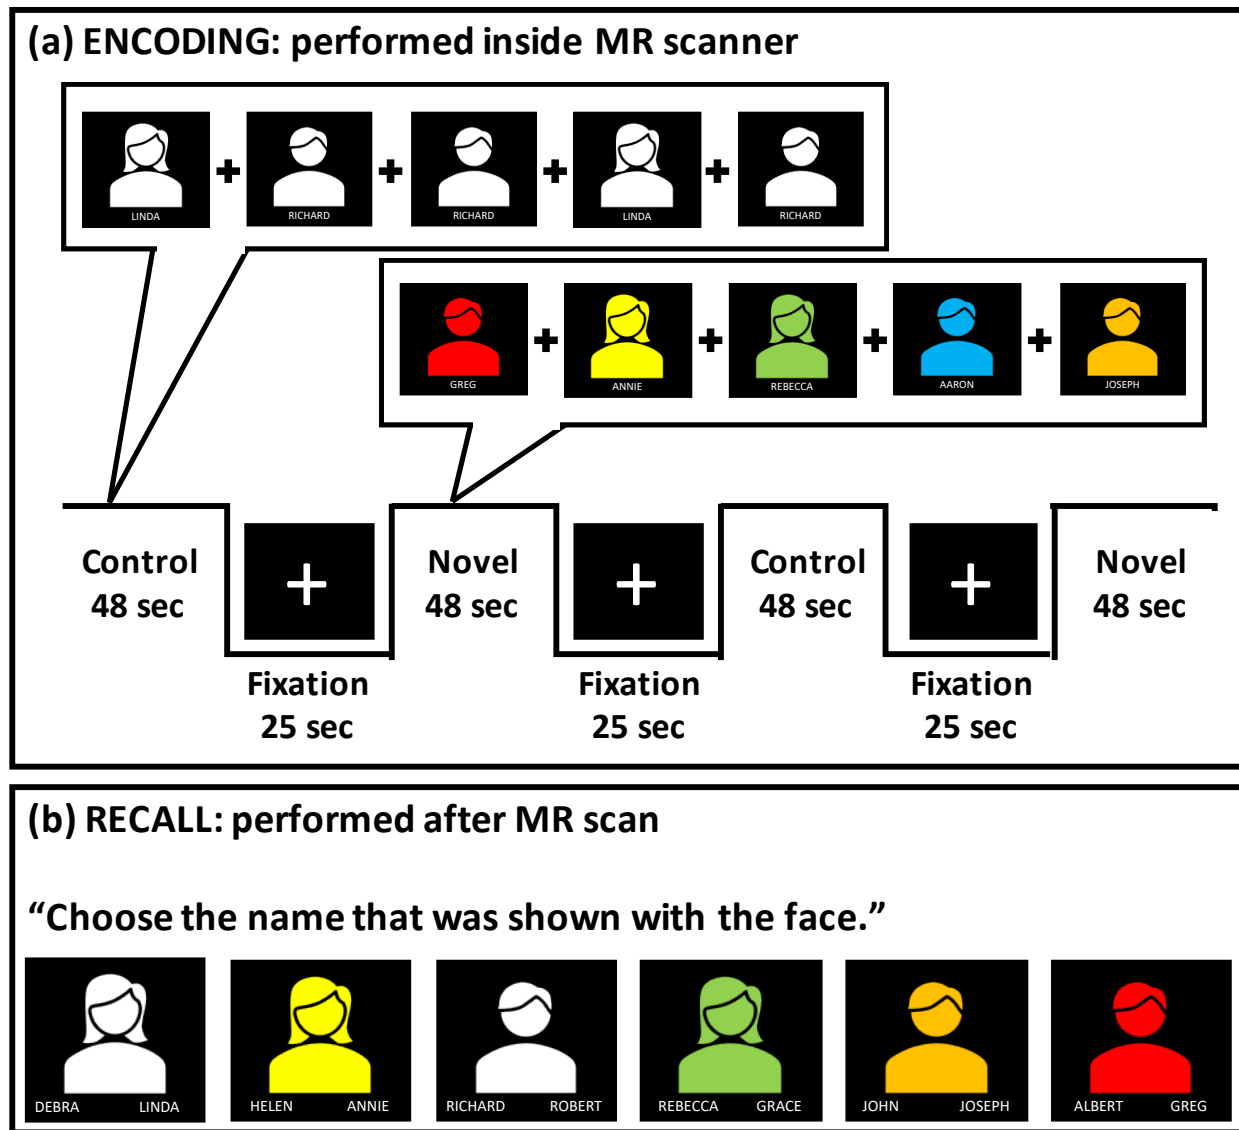 (a) ENCODING: performed inside MR scanner
LINDA RICHARD RICHARD LINDA RICHARD
GREG ANNIE REBECCA AARON JOSEPH
Control Novel Control Novel
48 sec 48 sec 48 sec 48 sec
Fixation Fixation Fixation
25 sec 25 sec 25 sec
(b) RECALL: performed after MR scan
“Choose the name that was shown with the face.”
DEBRA LINDA HELEN ANNIE RICHARD ROBERT REBECCA GRACE JOHN JOSEPH ALBERT GREG